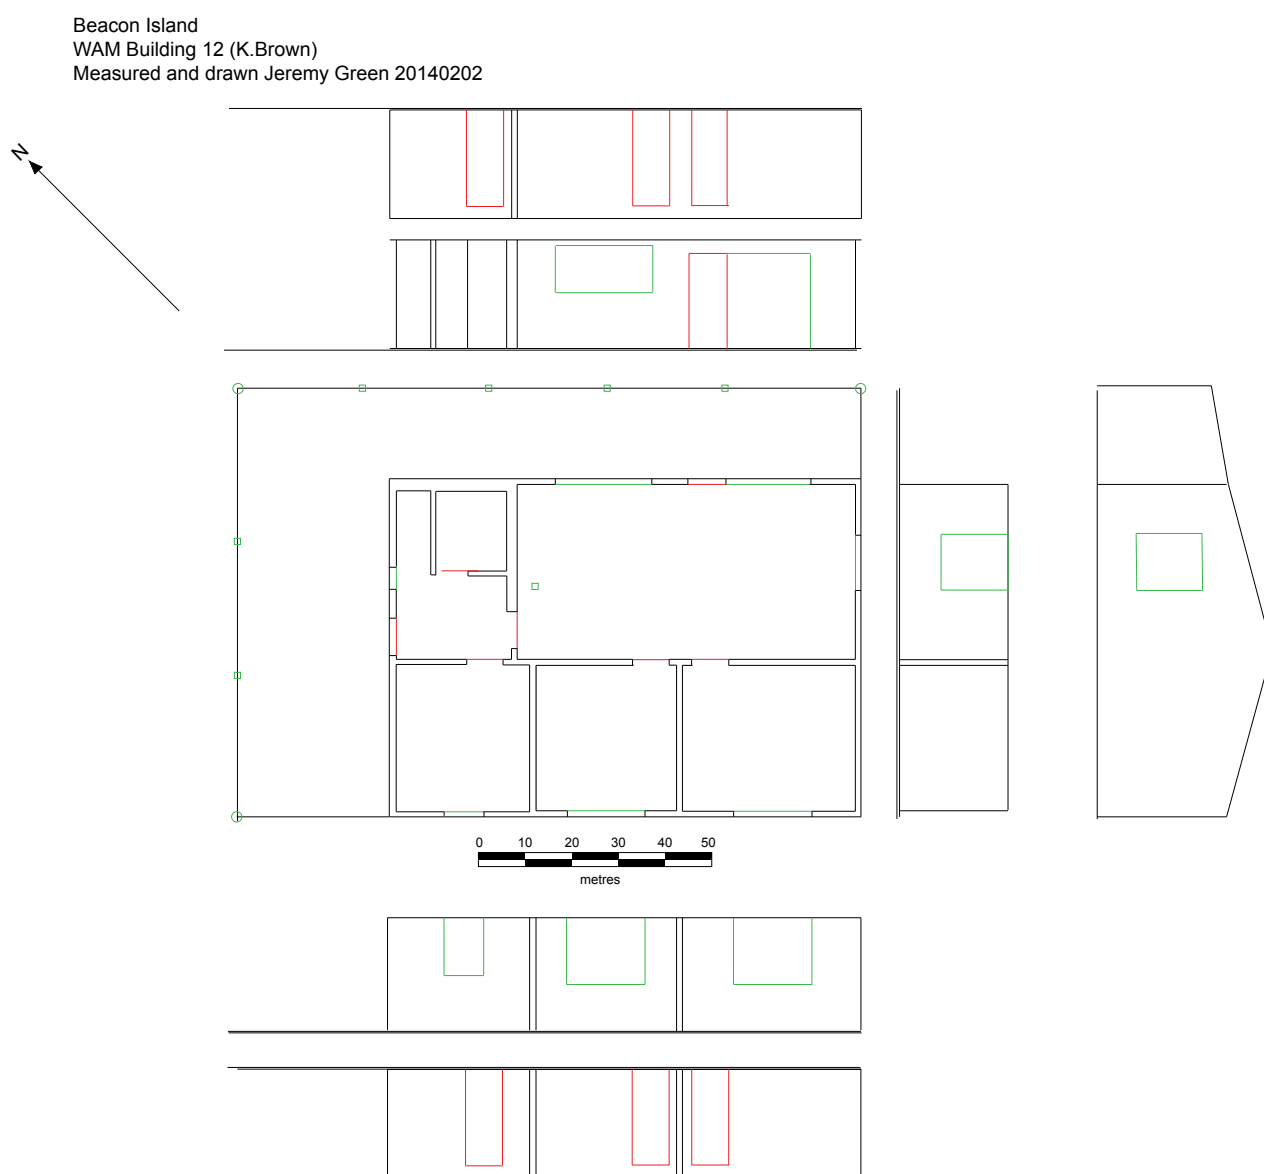 Beacon Island
WAM Building 12 (K.Brown)
Measured and drawn Jeremy Green 20140202
N
0 10 20 30 40 50
metres